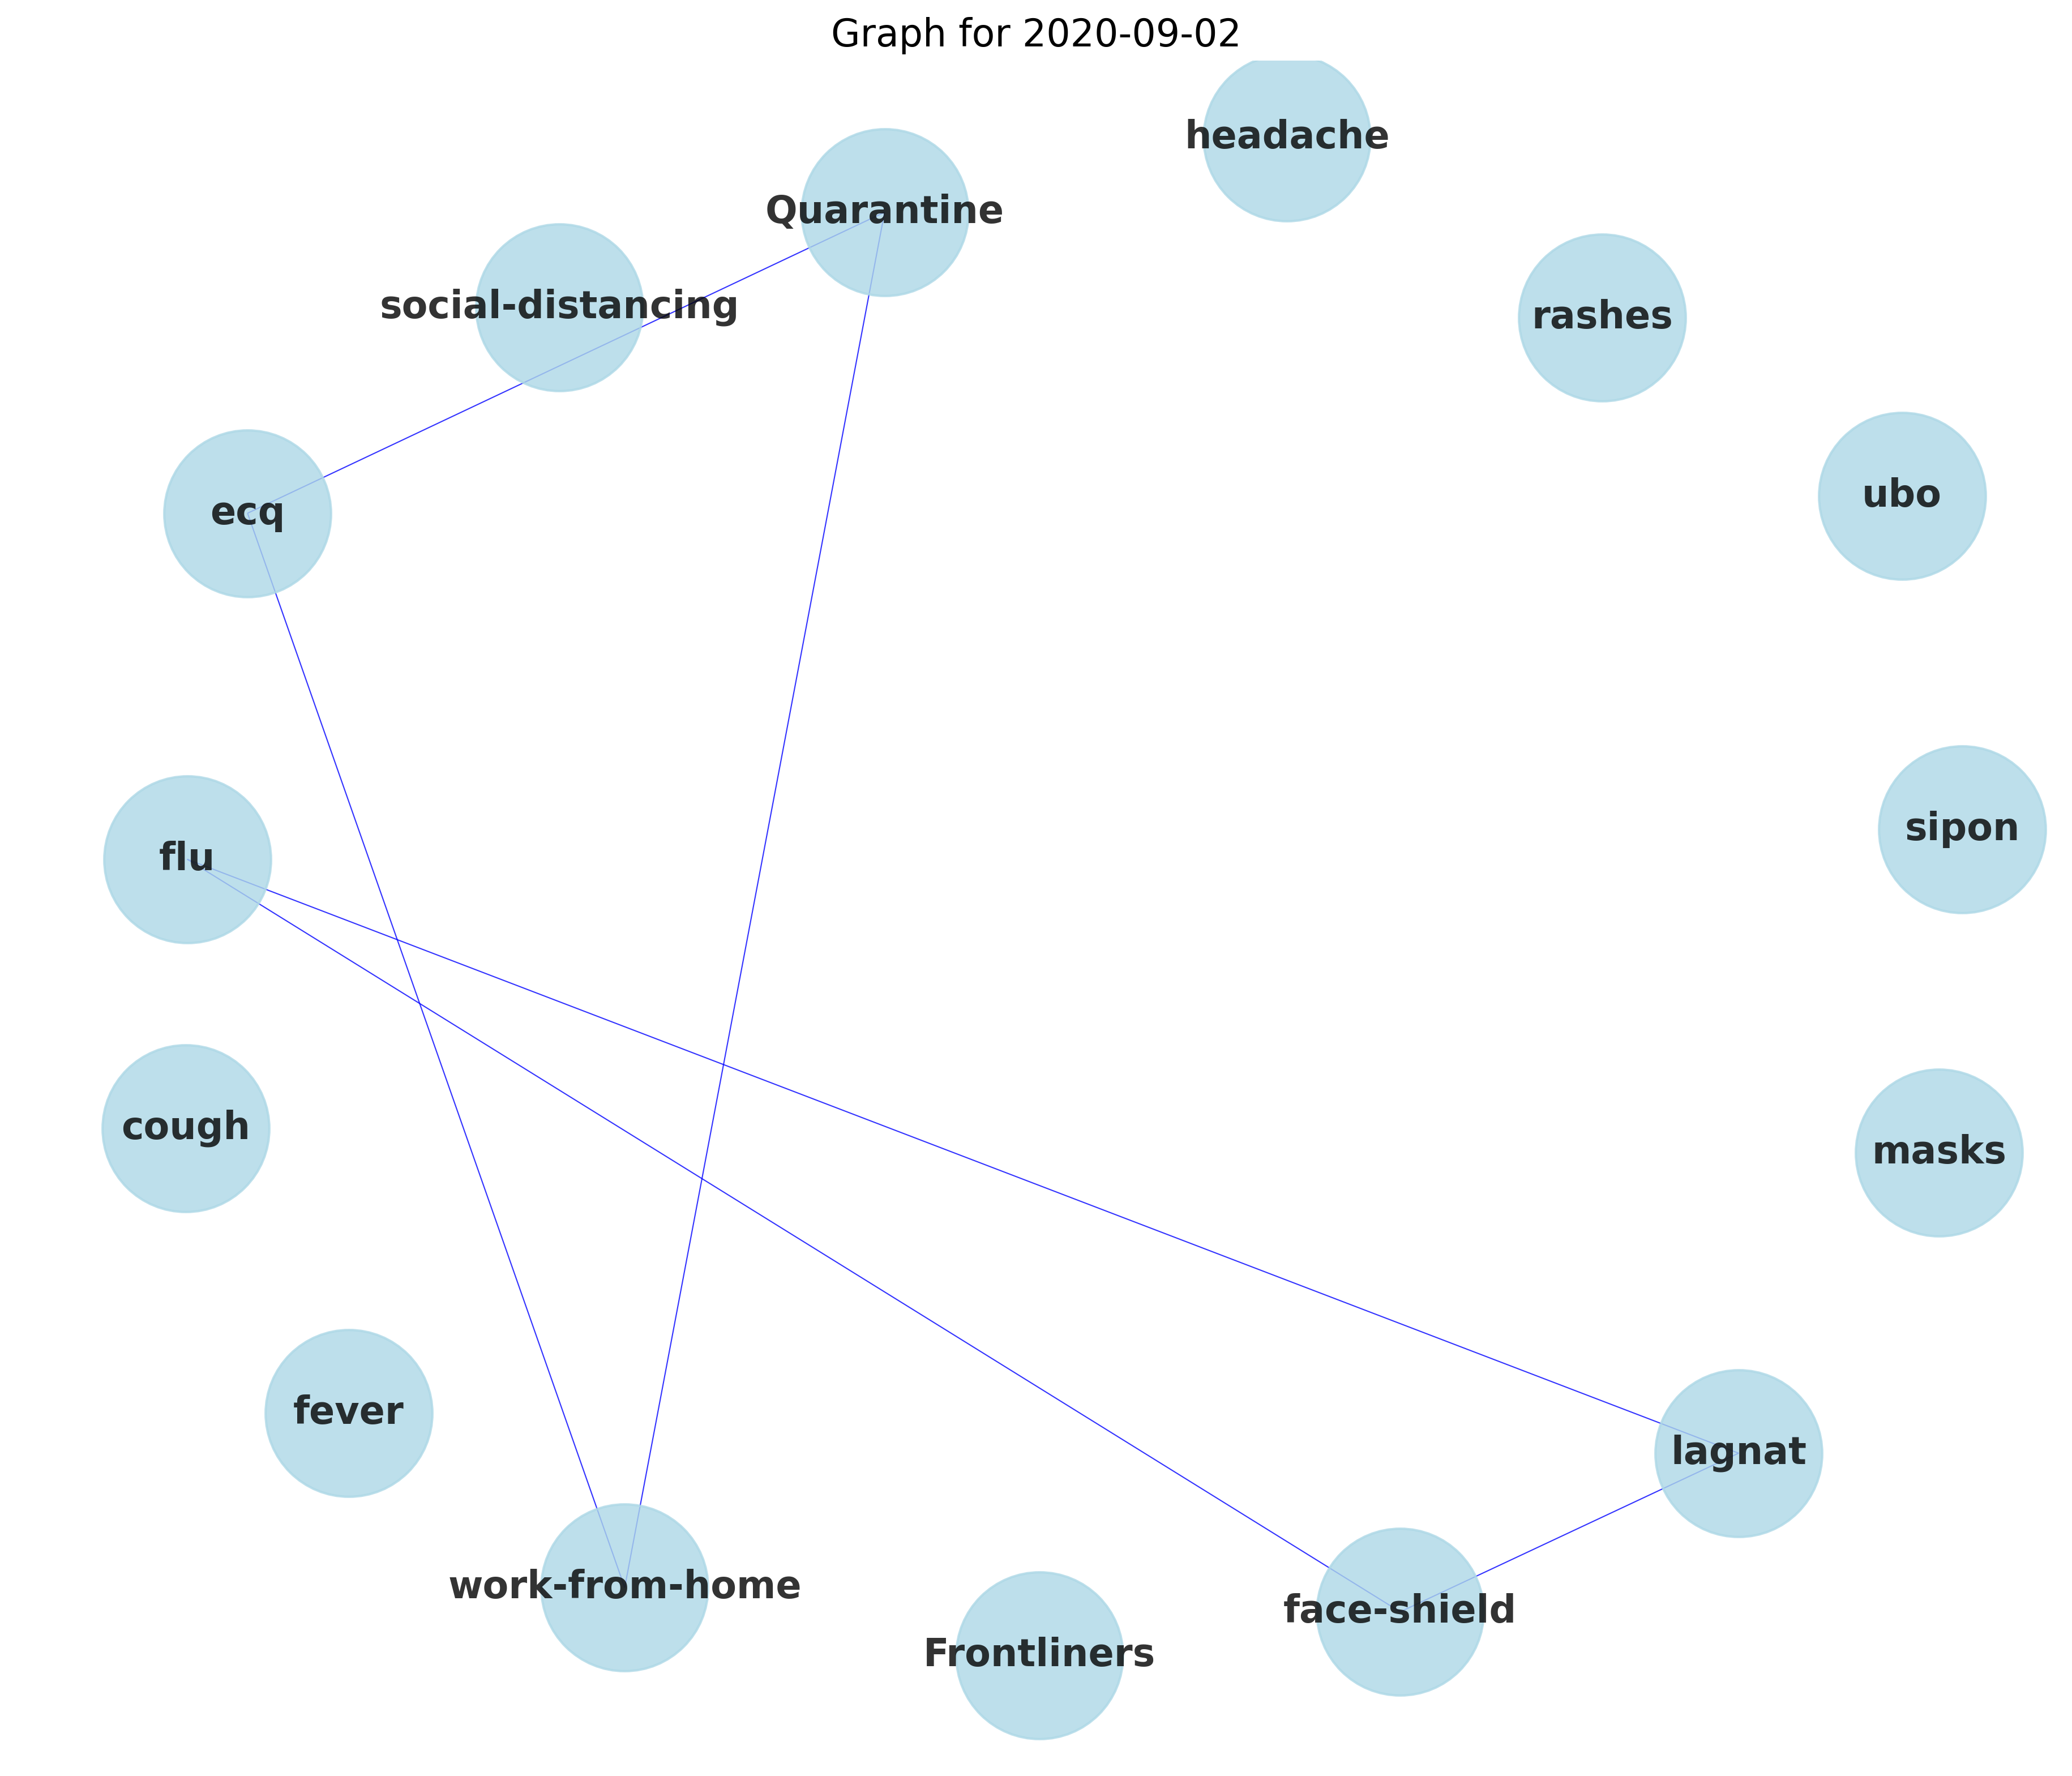 Graph for 2020-09-02
headache
Quarantine
social-distancing
rashes
ubo
ecq
sipon
flu
cough
masks
fever
lagnat
work-from-home
face-shield
Frontliners